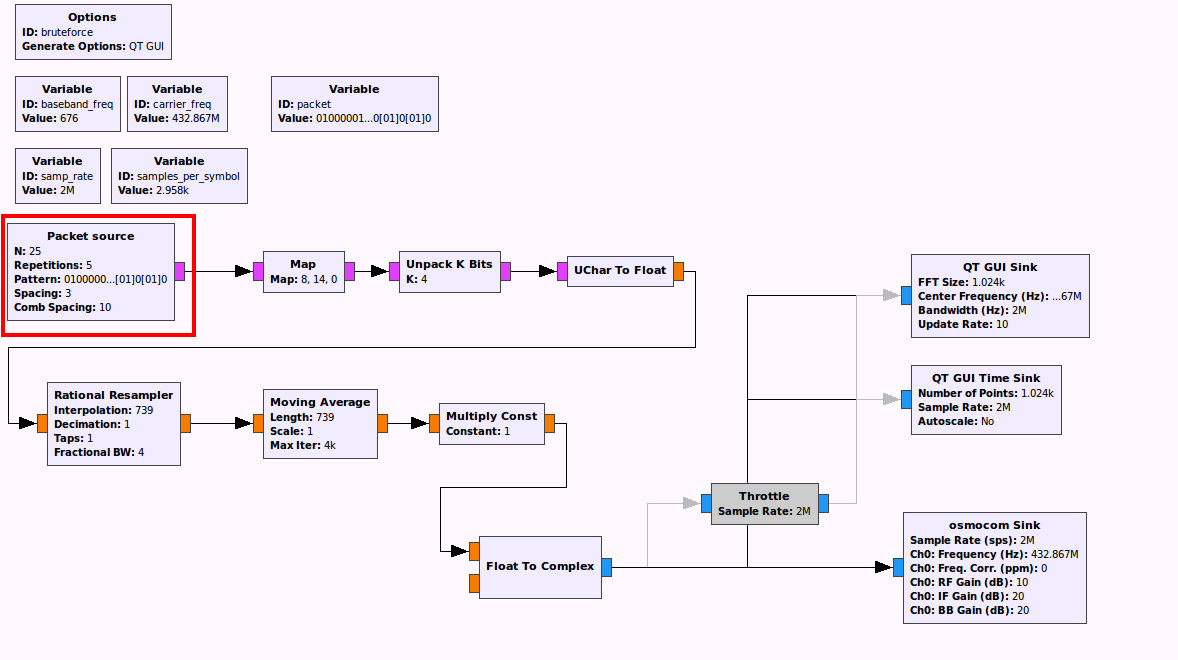 Options
ID: bruteforce
Generate Options: QT GUI
Variable
ID: baseband_freq
Value: 676
Variable
ID: carrier_freq
Value: 432.867M
Variable
ID: packet
Value: 01000001...0[01]0[01]0
Variable
ID: samp_rate
Value: 2M
Variable
ID: samples_per_symbol
Value: 2.958k
Packet source
N: 25
Repetitions: 5
Pattern: 0100000...[01]0[01]0
Spacing: 3
Comb Spacing: 10
Map
Map: 8, 14, 0
Unpack K Bits
K: 4
UChar To Float
QT GUI Sink
FFT Size: 1.024k
Center Frequency (Hz): ...67M
Bandwidth (Hz): 2M
Update Rate: 10
Rational Resampler
Interpolation: 739
Decimation: 1
Taps: 1
Fractional BW: 4
Moving Average
Length: 739
Scale: 1
Max Iter: 4k
Multiply Const
Constant: 1
QT GUI Time Sink
Number of Points: 1.024k
Sample Rate: 2M
Autoscale: No
Throttle
Sample Rate: 2M
Float To Complex
osmocom Sink
Sample Rate (sps): 2M
Ch0: Frequency (Hz): 432.867M
Ch0: Freq. Corr. (ppm): 0
Ch0: RF Gain (dB): 10
Ch0: IF Gain (dB): 20
Ch0: BB Gain (dB): 20